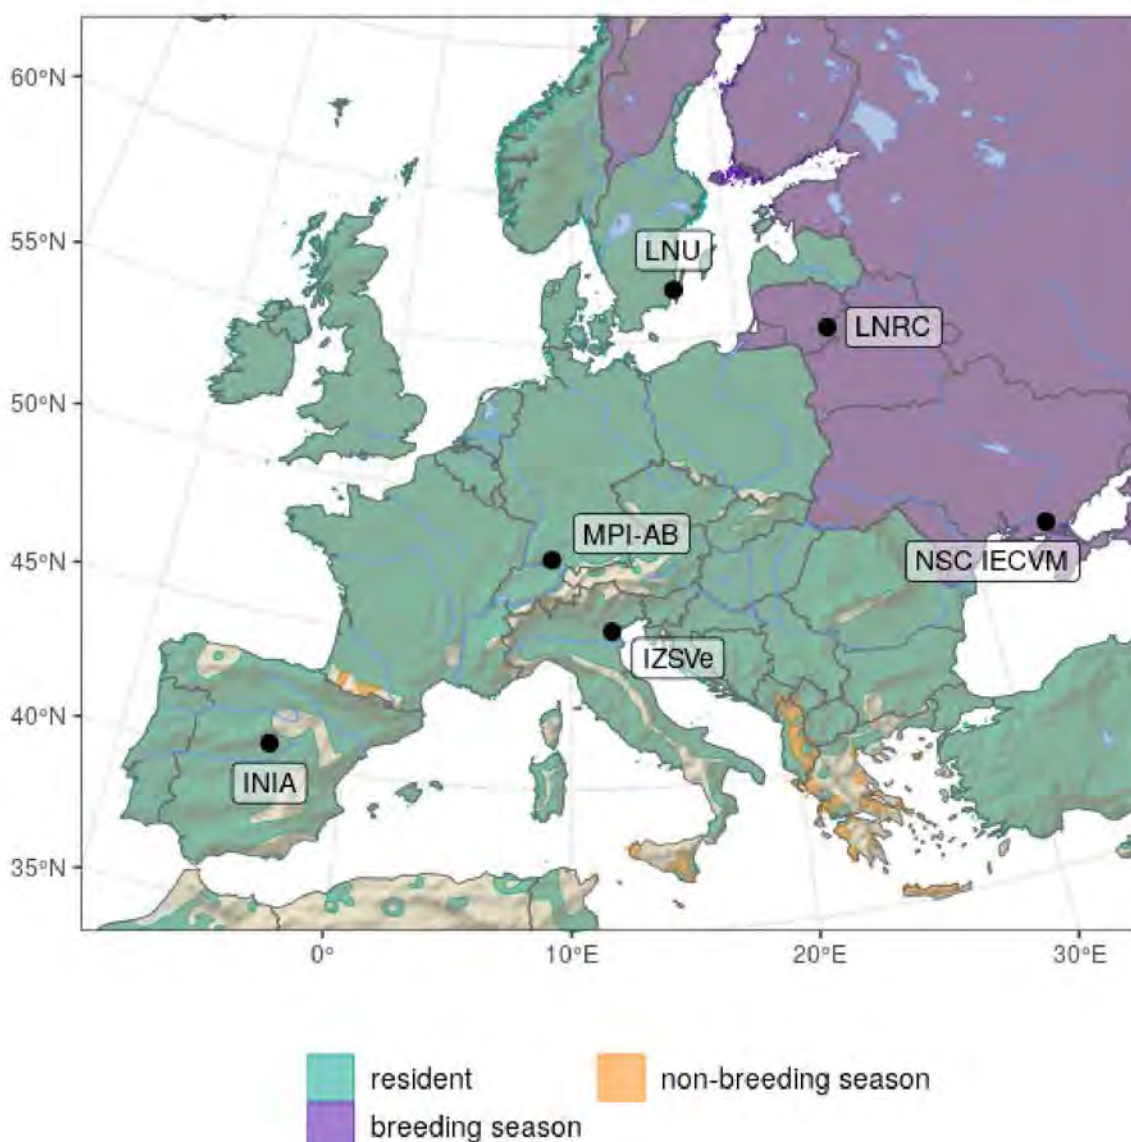 60°N
55°N
LNU
LNRC
50°N
MPI-AB
45°N
NSC IECVM
IZSVe
40°N
INIA
35°N
0°
10°E
20°E
30°E
resident
non-breeding season
breeding season